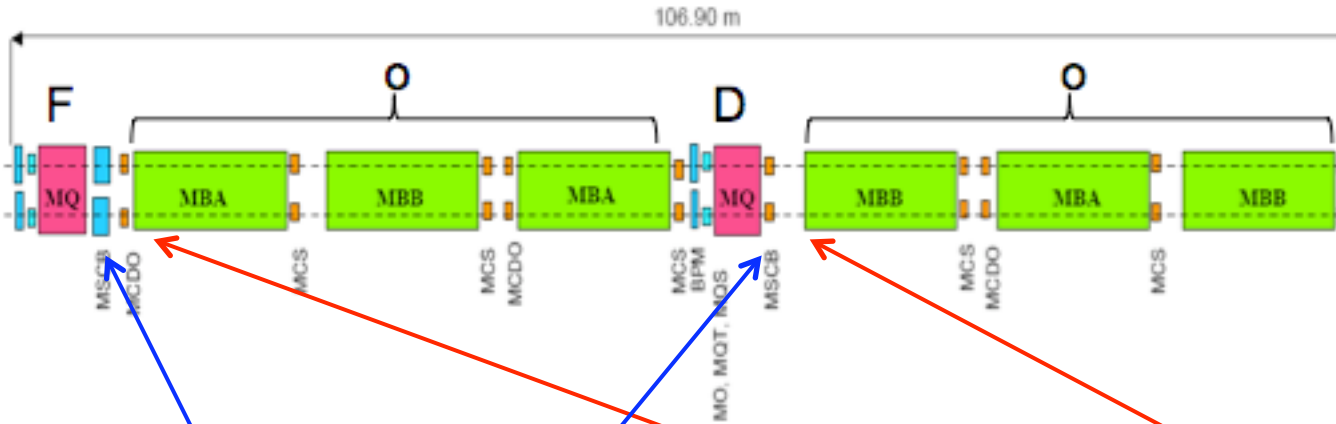 106.90 m
F
O
D
O
MQ
MBA
MBB
MBA
MQ
MBB
MBA
MBB
MSCB
MCDO
MCS
MCS
MCDO
MCS
BPM
MO, MQT, MQS
MSCB
MCS
MCDO
MCS